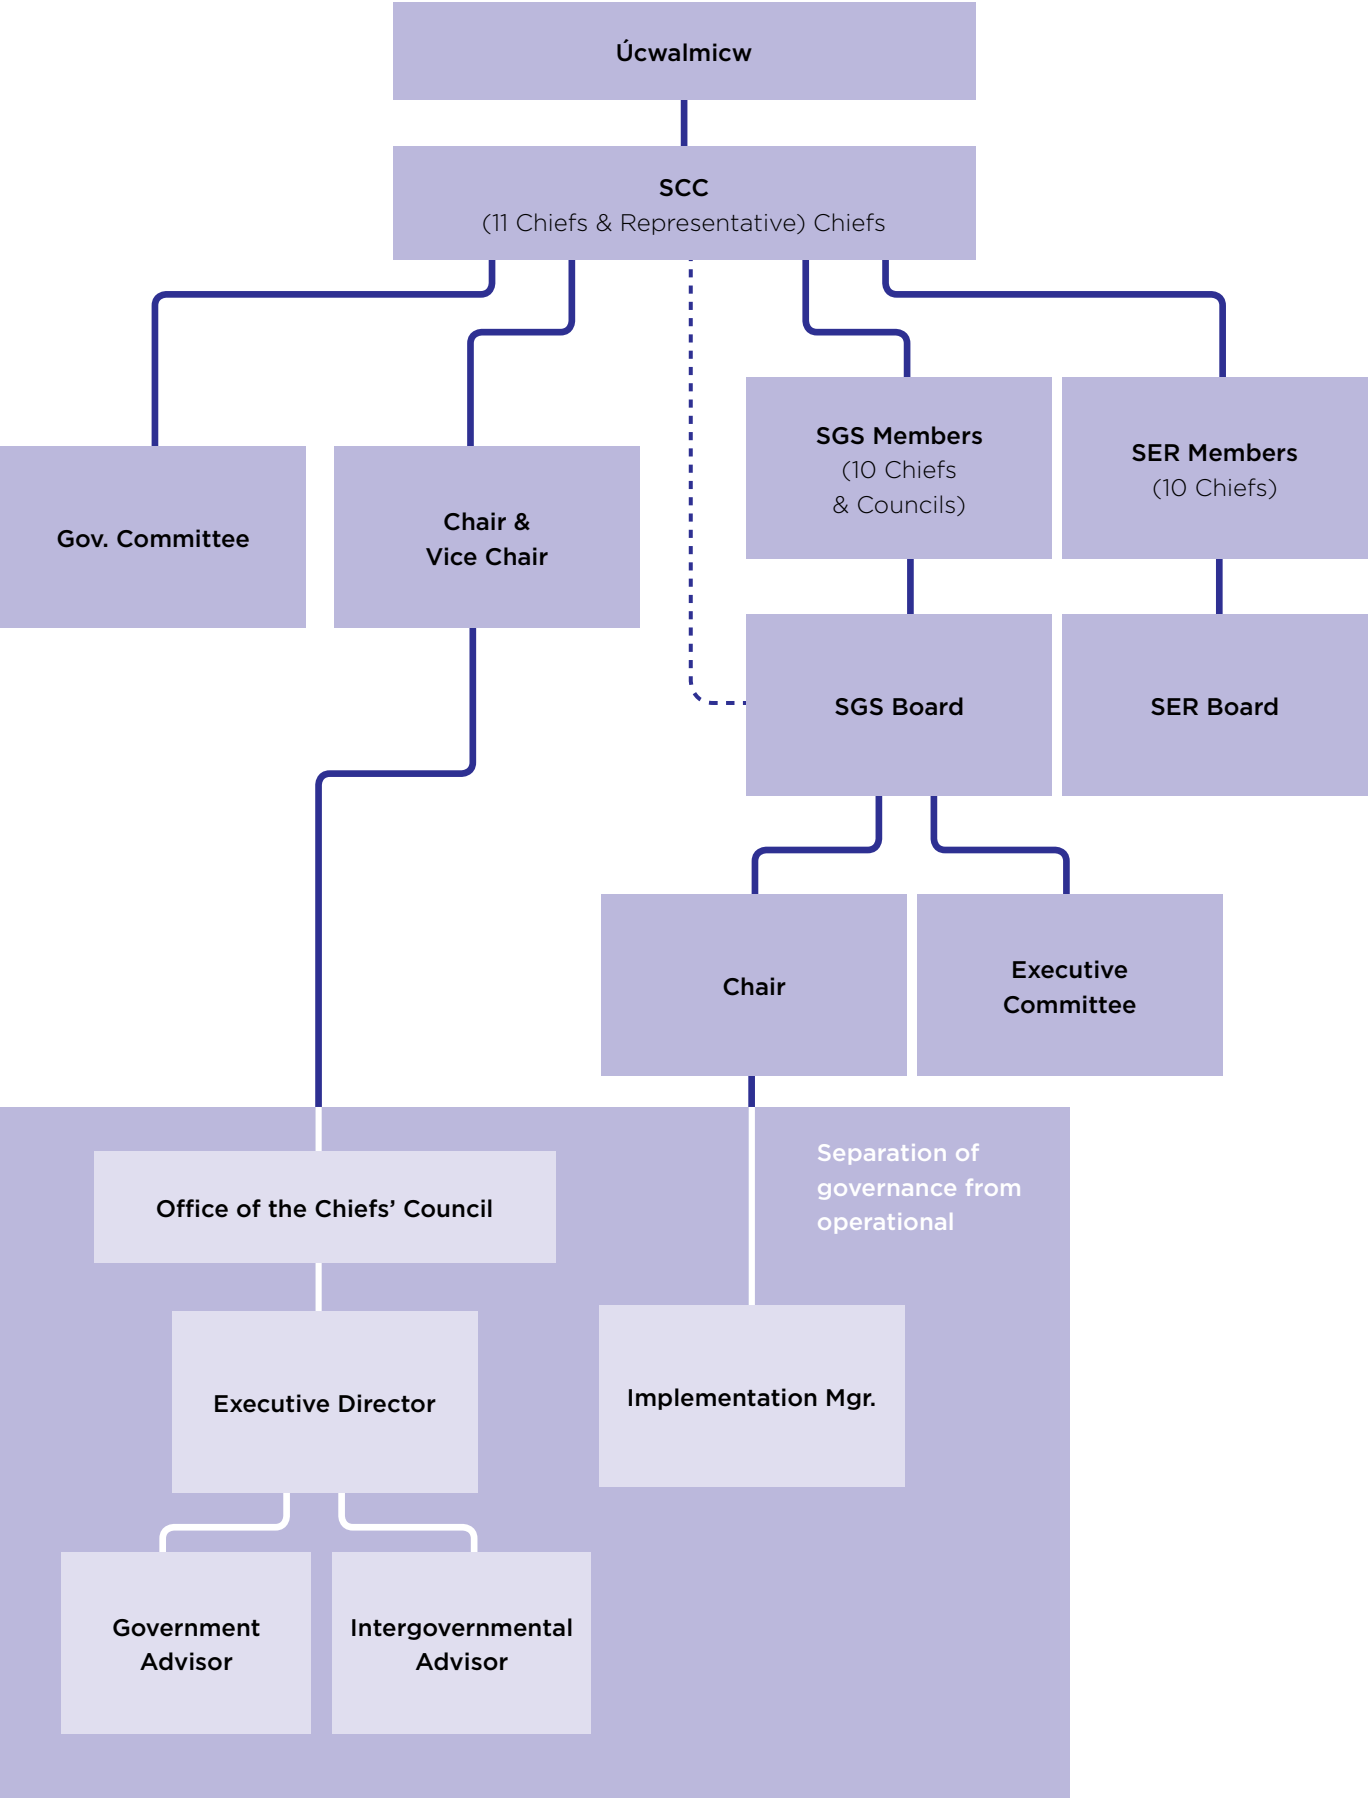 Úcwalmicw
SCC
(11 Chiefs & Representative) Chiefs
Gov. Committee
Chair &
Vice Chair
SGS Members
(10 Chiefs
& Councils)
SER Members
(10 Chiefs)
SGS Board
SER Board
Chair
Executive
Committee
Separation of
governance from
operational
Office of the Chiefs’ Council
Executive Director
Implementation Mgr.
Government
Advisor
Intergovernmental
Advisor